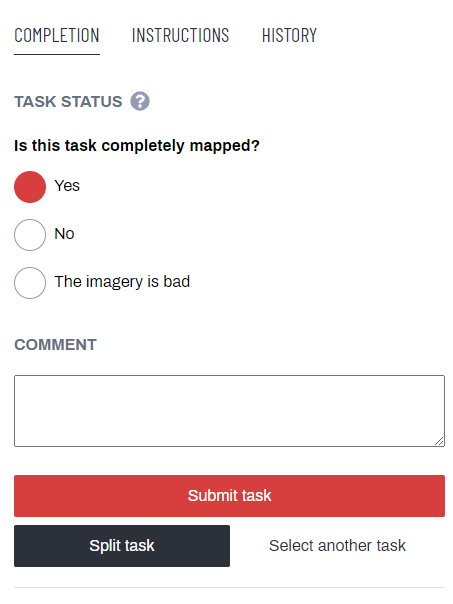 COMPLETION INSTRUCTIONS HISTORY
TASK STATUS ?
Is this task completely mapped?
Yes
No
The imagery is bad
COMMENT
Submit task
Split task Select another task